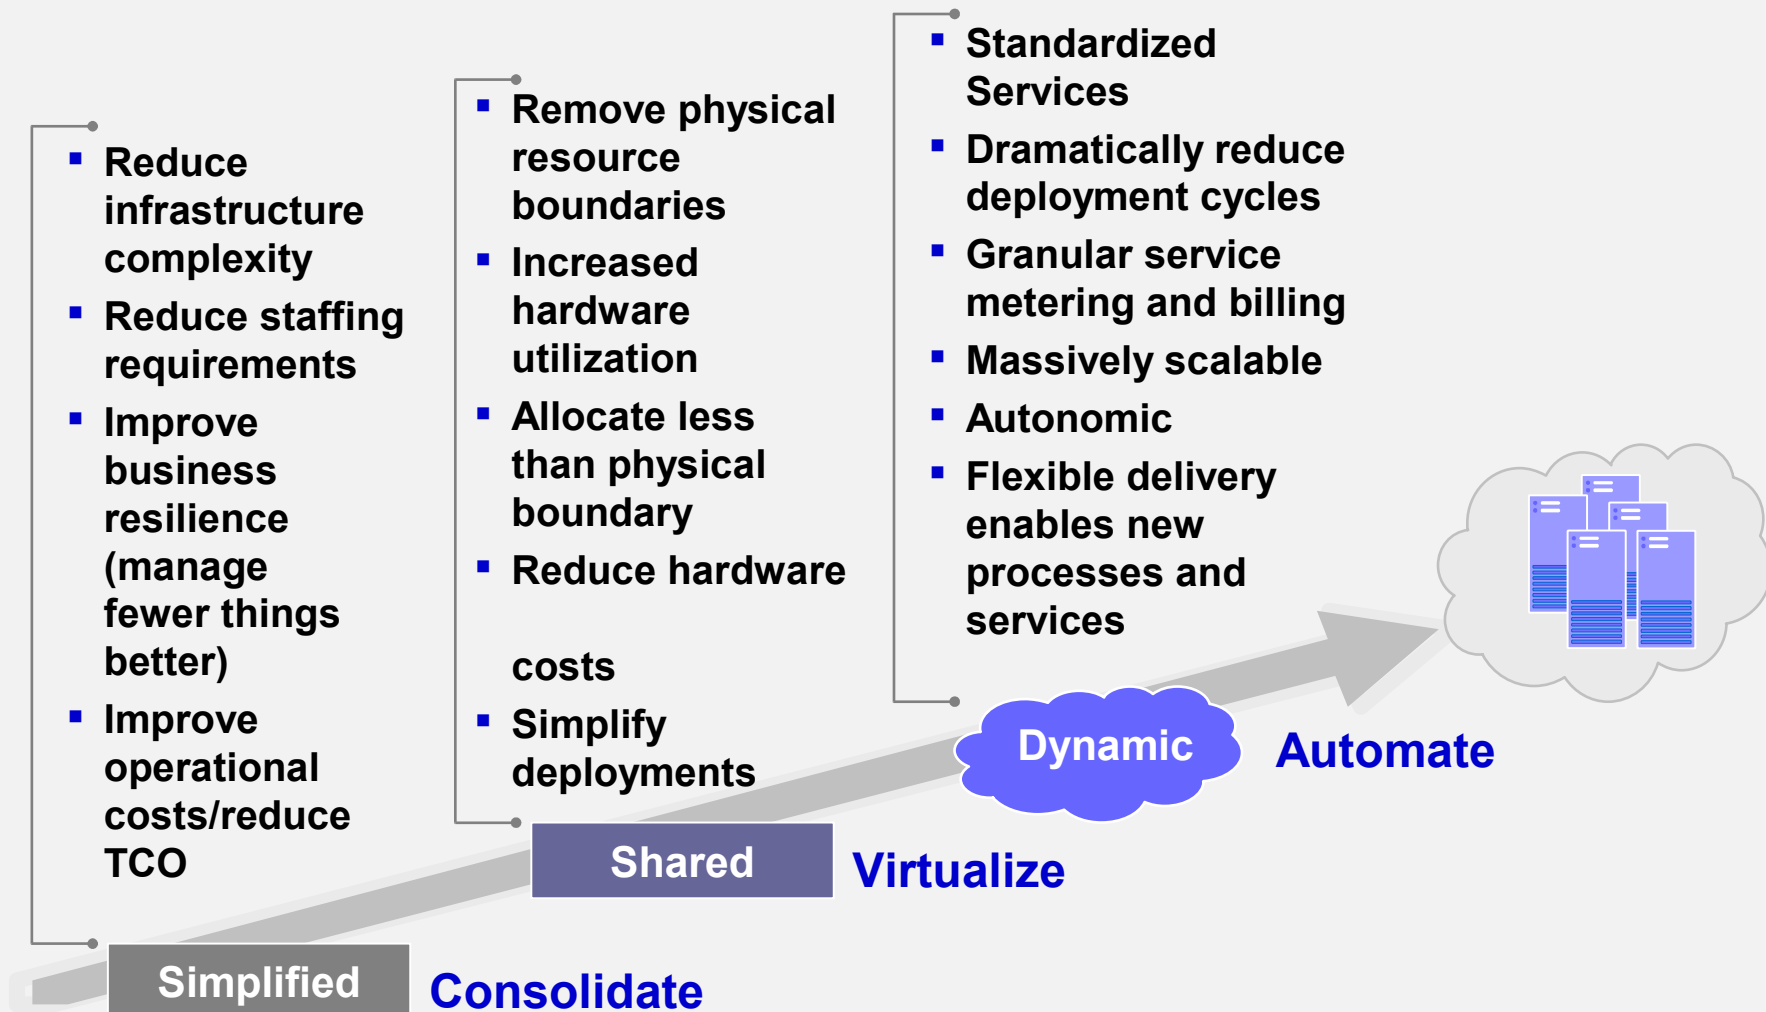 Reduce
infrastructure
complexity
Reduce staffing
requirements
Improve
business
resilience
(manage
fewer things
better)
Improve
operational
costs/reduce
TCO
Simplified
Consolidate
Remove physical
resource
boundaries
Increased
hardware
utilization
Allocate less
than physical
boundary
Reduce hardware
costs
Simplify
deployments
Shared
Virtualize
Standardized
Services
Dramatically reduce
deployment cycles
Granular service
metering and billing
Massively scalable
Autonomic
Flexible delivery
enables new
processes and
services
Dynamic
Automate